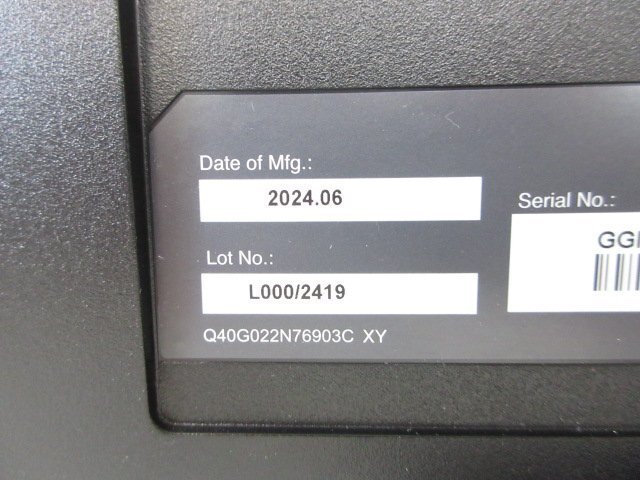 Date of Mfg.:
2024.06
Serial No.:
Lot No.:
L000/2419
Q40G022N76903C XY